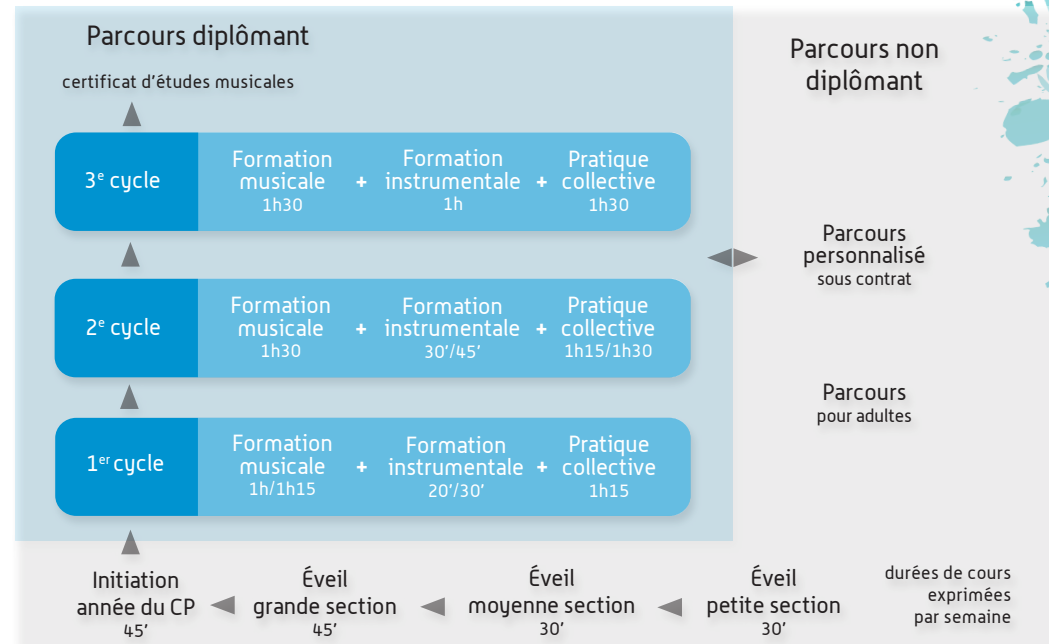 Parcours diplômant
certificat d'études musicales
Parcours non
diplômant
3e cycle
Formation
musicale
1h30
+
Formation
instrumentale
1h
+
Pratique
collective
1h30
Parcours
personnalisé
sous contrat
2e cycle
Formation
musicale
1h30
+
Formation
instrumentale
30'/45'
+
Pratique
collective
1h15/1h30
Parcours
pour adultes
1er cycle
Formation
musicale
1h/1h15
+
Formation
instrumentale
20'/30'
+
Pratique
collective
1h15
Initiation
année du CP
45'
Éveil
grande section
45'
Éveil
moyenne section
30'
Éveil
petite section
30'
durées de cours
exprimées
par semaine